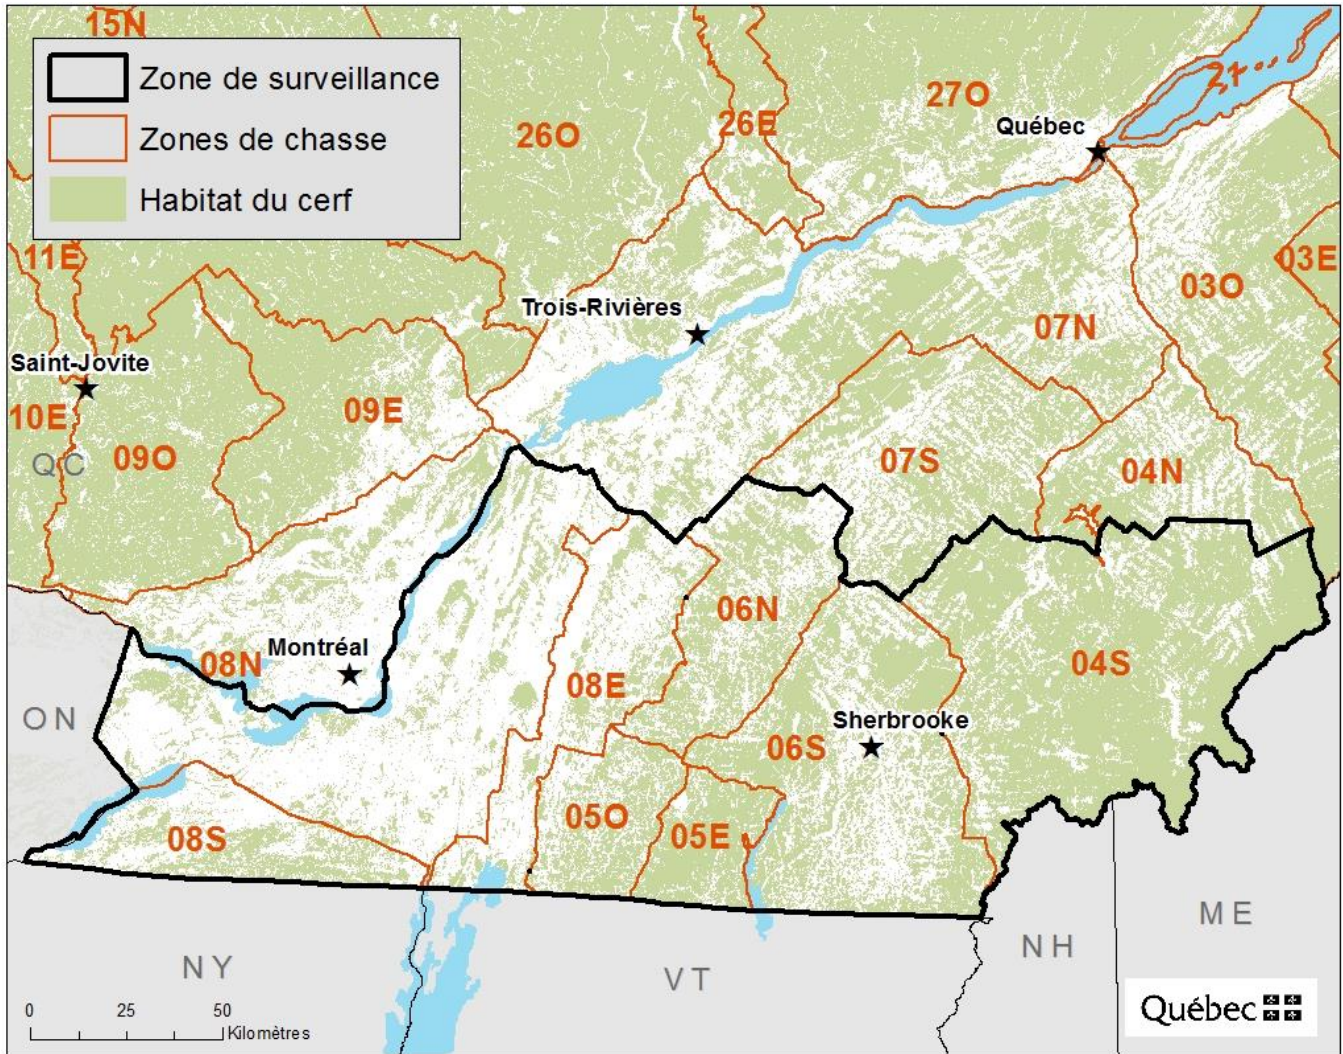 15N
Zone de surveillance
Zones de chasse
Habitat du cerf
26O
26E
27O
21
Québec
11E
03E
03O
Trois-Rivières
07N
Saint-Jovite
10E
09E
09O
QC
07S
04N
06N
08N
Montréal
08E
04S
ON
Sherbrooke
06S
08S
05O
05E
NY
VT
NH
ME
0 25 50
Kilomètres
Québec